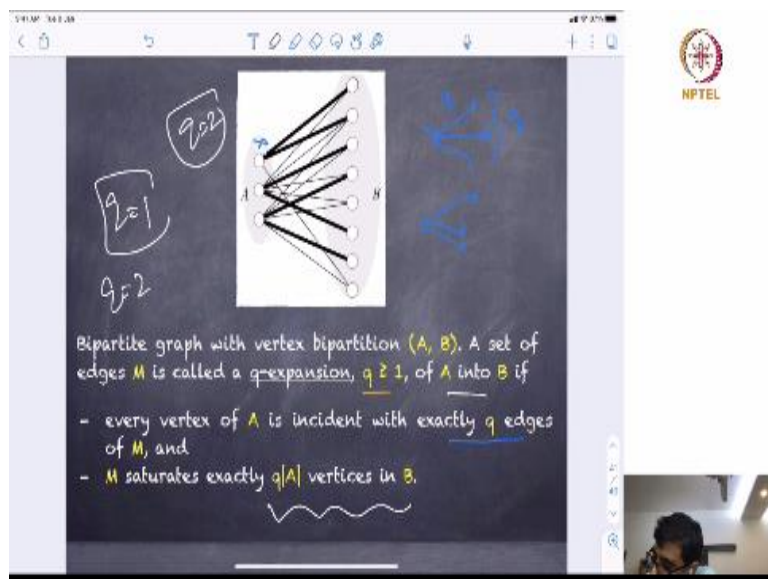 NPTEL
q=2
q=1
q=2
A
B
Bipartite graph with vertex bipartition (A, B). A set of
edges M is called a q-expansion, q ≥ 1, of A into B if
- every vertex of A is incident with exactly q edges
of M, and
- M saturates exactly q|A| vertices in B.